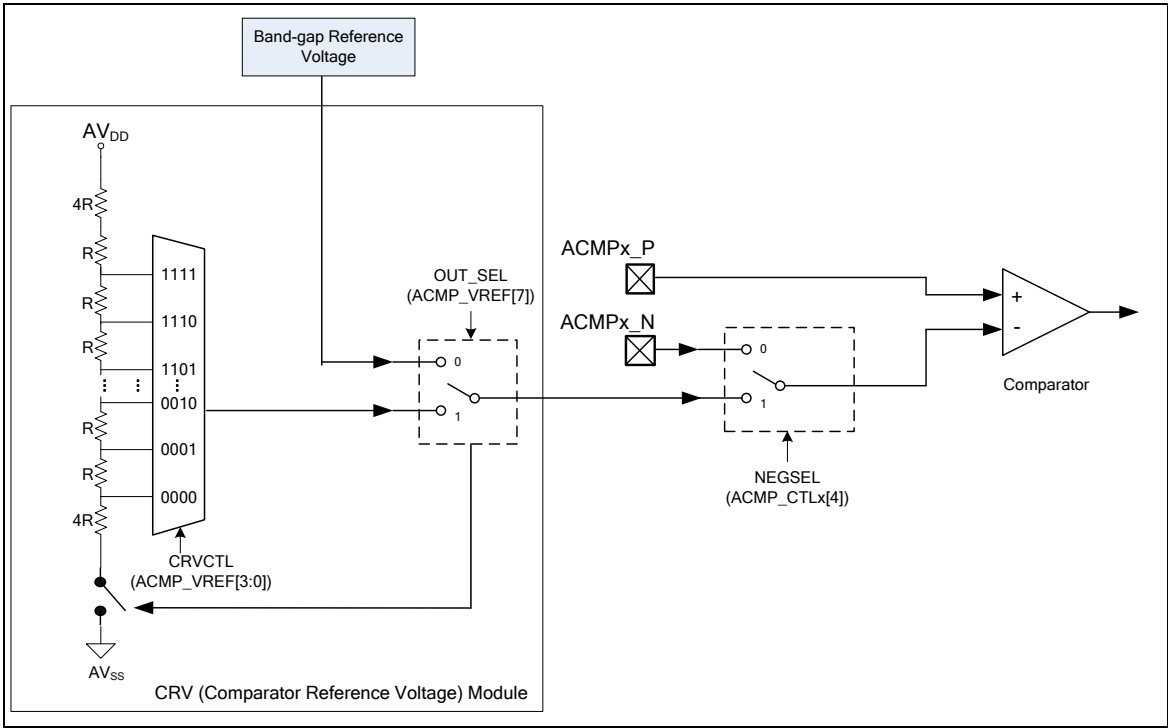 Band-gap Reference
Voltage
AVDD
4R
R
1111
R
1110
R
1101
⋮ ⋮ ⋮
0010
R
0001
R
0000
4R
CRVCTL
(ACMP_VREF[3:0])
AVSS
CRV (Comparator Reference Voltage) Module
OUT_SEL
(ACMP_VREF[7])
0
1
ACMPx_P
ACMPx_N
0
1
NEGSEL
(ACMP_CTLx[4])
+
-
Comparator